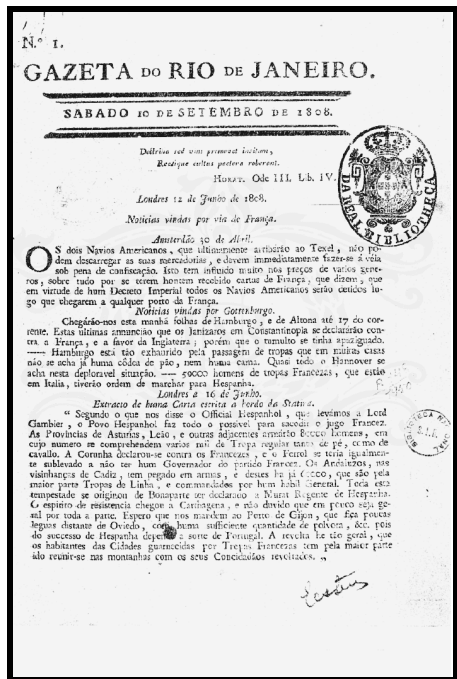 N.º 1.
GAZETA DO RIO DE JANEIRO.
SABADO 10 DE SETEMBRO DE 1808.
Doctrina sed vim promovet insitam,
Rectique cultus pectora roborant.
HORAT. Ode III. Lib. IV.
DA REAL BIBLIOTHECA
Londres 12 de Junho de 1808.
Noticias vindas por via de França.
Amsterdão 30 de Abril.
OS dois Navios Americanos, que ultimamente arribárão ao Texel, não po-
dem descarregar as suas mercadorias, e devem immediatamente fazer-se á véla
sob pena de confiscação. Isto tem influido muito nos preços de varios gene-
ros, sobre tudo por se terem hontem recebido cartas de França, que dizem, que
em virtude de hum Decreto Imperial todos os Navios Americanos serão detidos lo-
go que chegarem a qualquer porto da França.
Noticias vindas por Gottenburgo.
Chegárão-nos esta manhã folhas de Hamburgo, e de Altona até 17 do cor-
rente. Estas ultimas annuncião que os Janizaros em Constantinopla se declarárão con-
tra a França, e a favor da Inglaterra; porém que o tumulto se tinha apaziguado.
—— Hamburgo está tão exhaurido pela passagem de tropas que em muitas casas
não se acha já huma côdea de pão, nem huma cama. Quasi todo o Hannover se
acha nesta deploravel situação. —— 50000 homens de tropas Francezas, que estão
em Italia, tiverão ordem de marchar para Hespanha.
Londres a 16 de Junho.
Extracto de huma Carta escrita a bordo da Statira.
" Segundo o que nos disse o Official Hespanhol, que levámos a Lord
Gambier, o Povo Hespanhol faz todo o possivel para sacodir o jugo Francez.
As Provincias de Asturias, Leão, e outras adjacentes armárão 80000 homens, em
cujo numero se comprehendem varios mil de Tropa regular tanto de pé, como de
cavallo. A Corunha declarou-se contra os Francezes, e o Ferrol se teria igualmen-
te sublevado a não ter hum Governador do partido Francez. Os Andaluzos, nas
visinhanças de Cadiz, tem pegado em armas, e destes ha já 60000, que são pela
maior parte Tropas de Linha, e commandados por hum habil General. Toda esta
tempestade se originou de Bonaparte ter declarado a Murat Regente de Hespanha.
O espirito de resistencia chegou a Carthagena, e não duvido que em pouco seja ge-
ral por toda a parte. Espero que nos mandem ao Porto de Gijon, que fica poucas
leguas distante de Oviedo, com huma sufficiente quantidade de polvora, &c. pois
do successo de Hespanha depende a sorte de Portugal. A revolta he tão geral, que
os habitantes das Cidades guarnecidas por Tropas Francezas tem pela maior parte
ido reunir-se nas montanhas com os seus Concidadãos revoltados. „